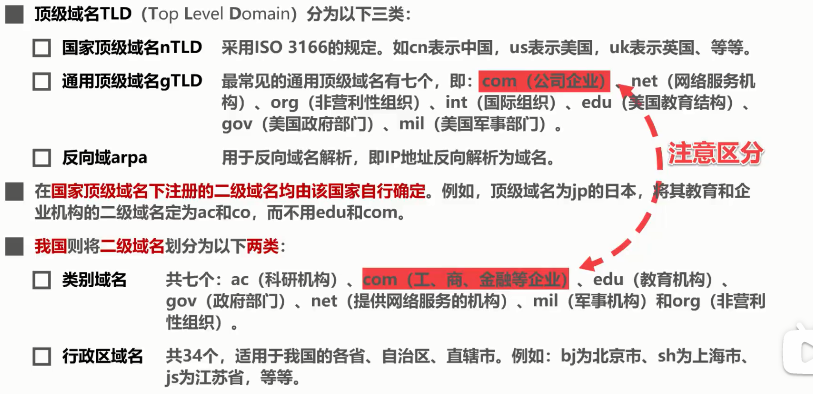 顶级域名TLD（Top Level Domain）分为以下三类：
国家顶级域名nTLD 采用ISO 3166的规定。如cn表示中国，us表示美国，uk表示英国、等等。
通用顶级域名gTLD 最常见的通用顶级域名有七个，即：com（公司企业）、net（网络服务机
构）、org（非营利性组织）、int（国际组织）、edu（美国教育结构）、
gov（美国政府部门）、mil（美国军事部门）。
注意区分
反向域arpa 用于反向域名解析，即IP地址反向解析为域名。
在国家顶级域名下注册的二级域名均由该国家自行确定。例如，顶级域名为jp的日本，将其教育和企
业机构的二级域名定为ac和co，而不用edu和com。
我国则将二级域名划分为以下两类：
类别域名 共七个：ac（科研机构）、com（工、商、金融等企业）、edu（教育机构）、
gov（政府部门）、net（提供网络服务的机构）、mil（军事机构）和org（非营利
性组织）。
行政区域名 共34个，适用于我国的各省、自治区、直辖市。例如：bj为北京市、sh为上海市、
js为江苏省，等等。